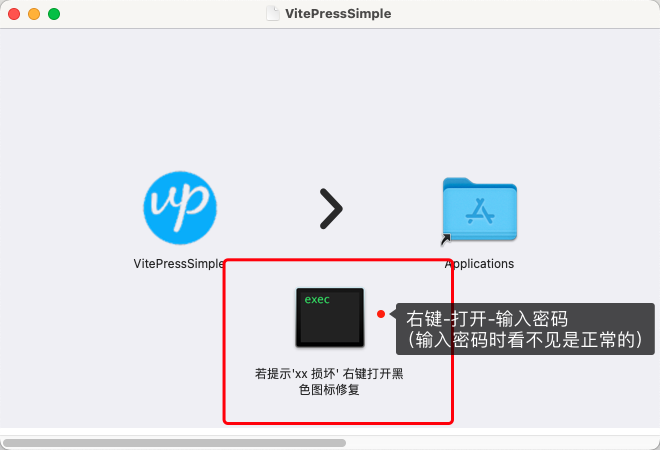 VitePressSimple
up
VitePressSimple
Applications
exec
右键-打开-输入密码
（输入密码时看不见是正常的）
若提示'xx 损坏' 右键打开黑
色图标修复